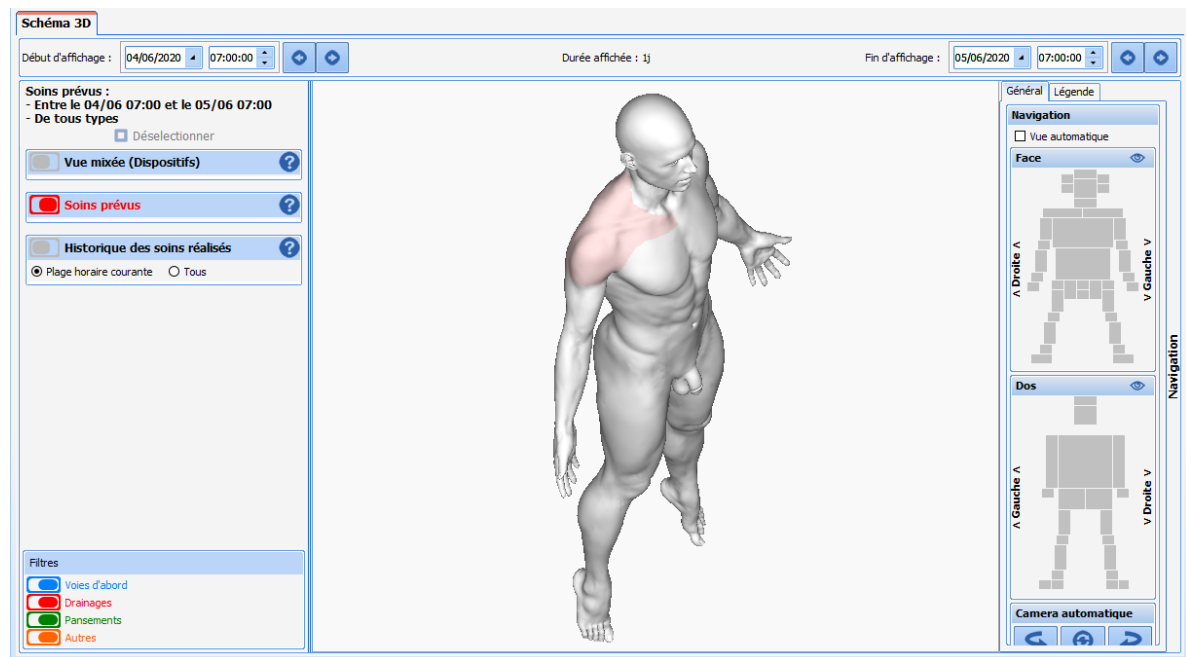 Schéma 3D
Début d'affichage : 04/06/2020 07:00:00 Durée affichée : 1j Fin d'affichage : 05/06/2020 07:00:00
Soins prévus :
- Entre le 04/06 07:00 et le 05/06 07:00
- De tous types
Déselectionner
Vue mixée (Dispositifs) ?
Soins prévus ?
Historique des soins réalisés ?
Plage horaire courante Tous
Filtres
Voies d'abord
Drainages
Pansements
Autres
Général Légende
Navigation
Vue automatique
Face
< Droite <
> Gauche >
Dos
< Gauche <
> Droite >
Camera automatique
Navigation